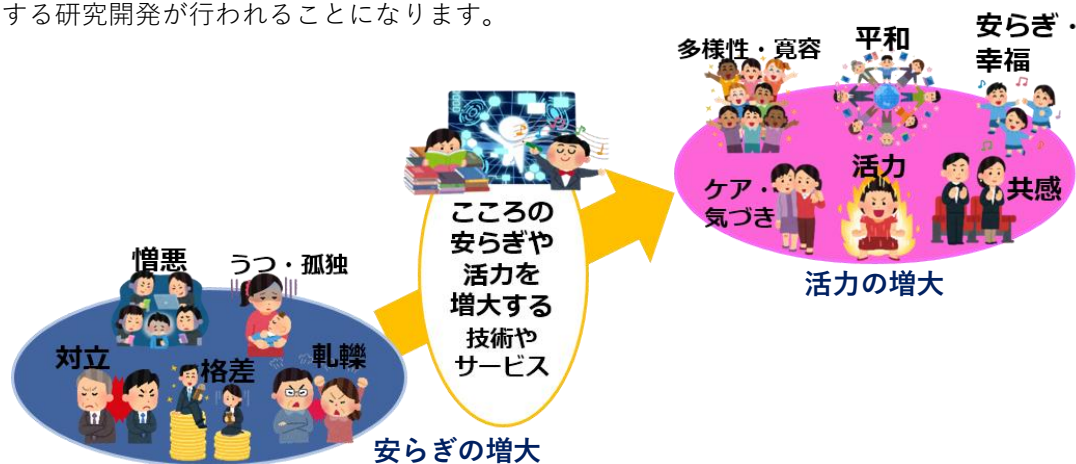 する研究開発が行われることになります。
多様性・寛容
平和
安らぎ・
幸福
ケア・
気づき
活力
共感
活力の増大
こころの
安らぎや
活力を
増大する
技術や
サービス
憎悪
うつ・孤独
対立
格差
軋轢
安らぎの増大